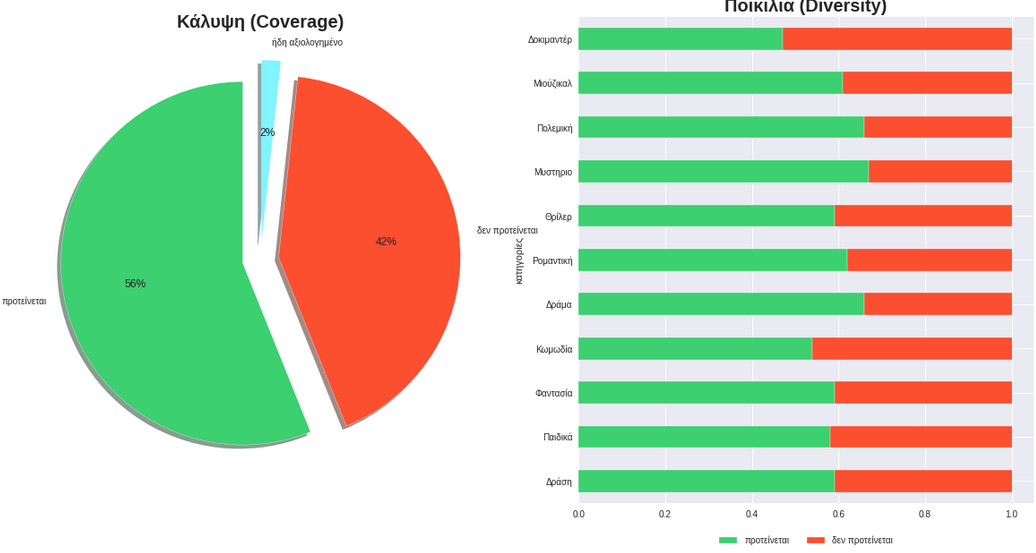 Κάλυψη (Coverage)
ήδη αξιολογημένο
2%
42%
56%
δεν προτείνεται
προτείνεται
Ποικιλία (Diversity)
κατηγορίες
Δοκιμαντέρ
Μιούζικαλ
Πολεμική
Μυστηριο
Θρίλερ
Ρομαντική
Δράμα
Κωμωδία
Φαντασία
Παιδικά
Δράση
0.0 0.2 0.4 0.6 0.8 1.0
προτείνεται δεν προτείνεται